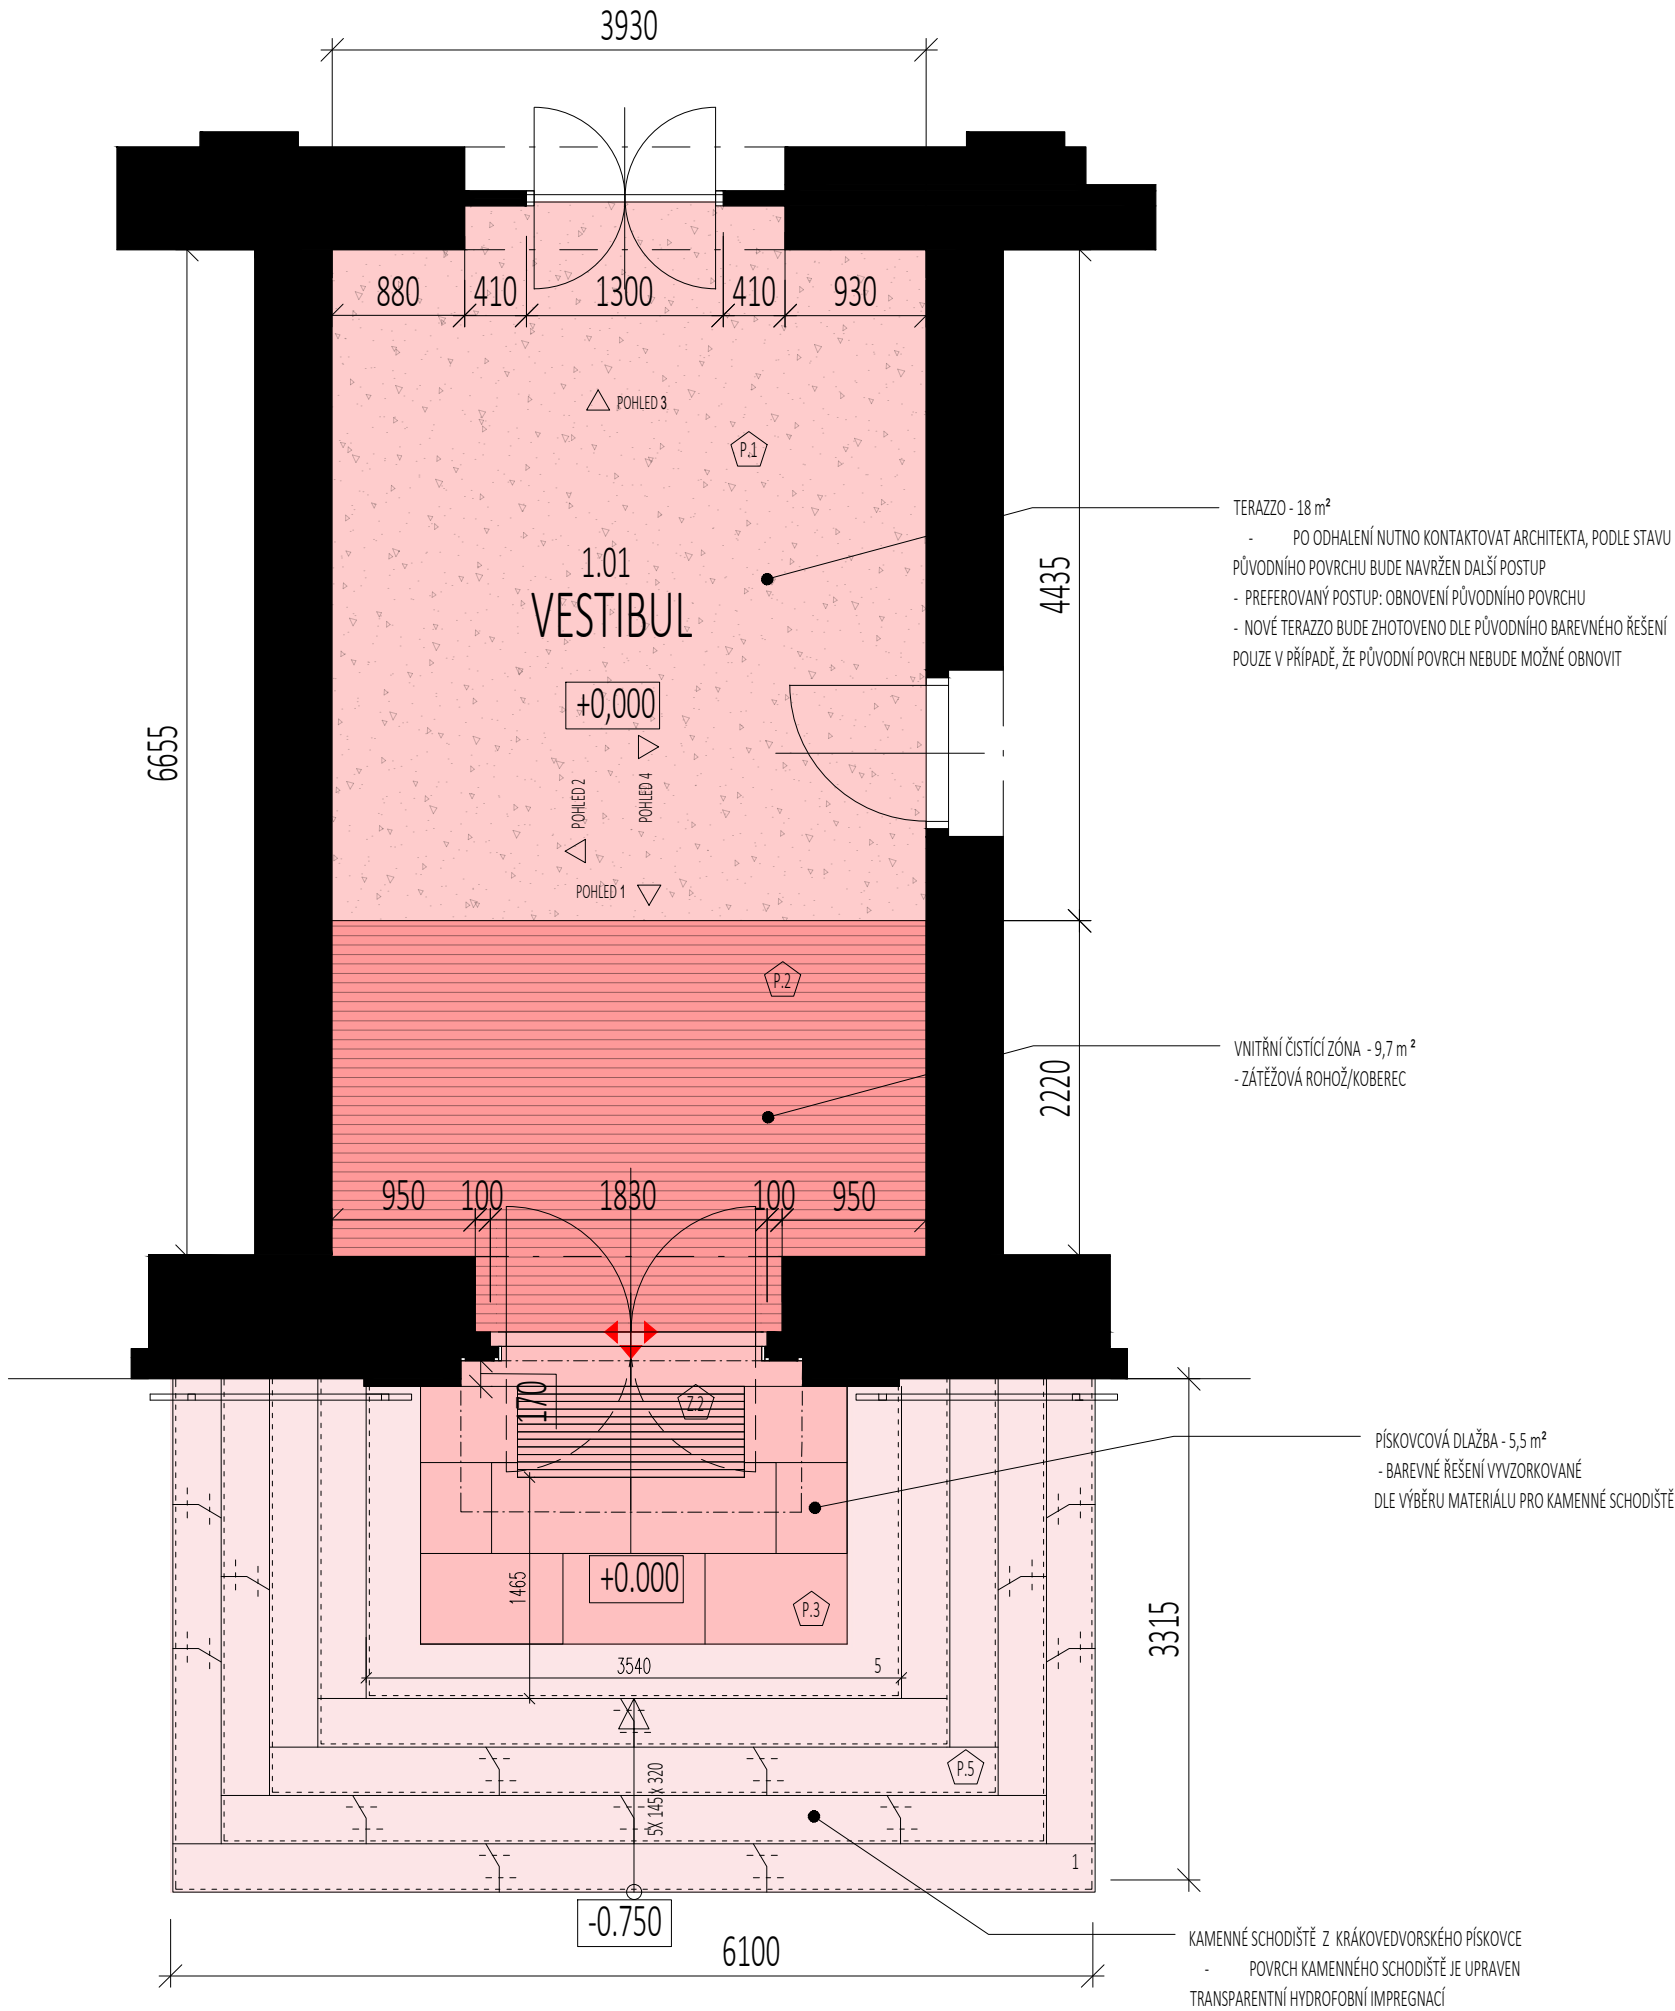 3930
880 410 1300 410 930
POHLED 3
P.1
TERAZZO - 18 m²
- PO ODHALENÍ NUTNO KONTAKTOVAT ARCHITEKTA, PODLE STAVU
PŮVODNÍHO POVRCHU BUDE NAVRŽEN DALŠÍ POSTUP
- PREFEROVANÝ POSTUP: OBNOVENÍ PŮVODNÍHO POVRCHU
- NOVÉ TERAZZO BUDE ZHOTOVENO DLE PŮVODNÍHO BAREVNÉHO ŘEŠENÍ
POUZE V PŘÍPADĚ, ŽE PŮVODNÍ POVRCH NEBUDE MOŽNÉ OBNOVIT
1.01
VESTIBUL
4435
+0,000
6655
POHLED 2
POHLED 4
POHLED 1
P.2
VNITŘNÍ ČISTÍCÍ ZÓNA - 9,7 m²
- ZÁTĚŽOVÁ ROHOŽ/KOBEREC
2220
950 100 1830 100 950
170
Z.2
PÍSKOVCOVÁ DLAŽBA - 5,5 m²
- BAREVNÉ ŘEŠENÍ VYVZORKOVANÉ
DLE VÝBĚRU MATERIÁLU PRO KAMENNÉ SCHODIŠTĚ
1465
+0.000
P.3
3315
3540
5
P.5
5X 145 x 320
1
-0.750
6100
KAMENNÉ SCHODIŠTĚ Z KRÁKOVEDVORSKÉHO PÍSKOVCE
- POVRCH KAMENNÉHO SCHODIŠTĚ JE UPRAVEN
TRANSPARENTNÍ HYDROFOBNÍ IMPREGNACÍ